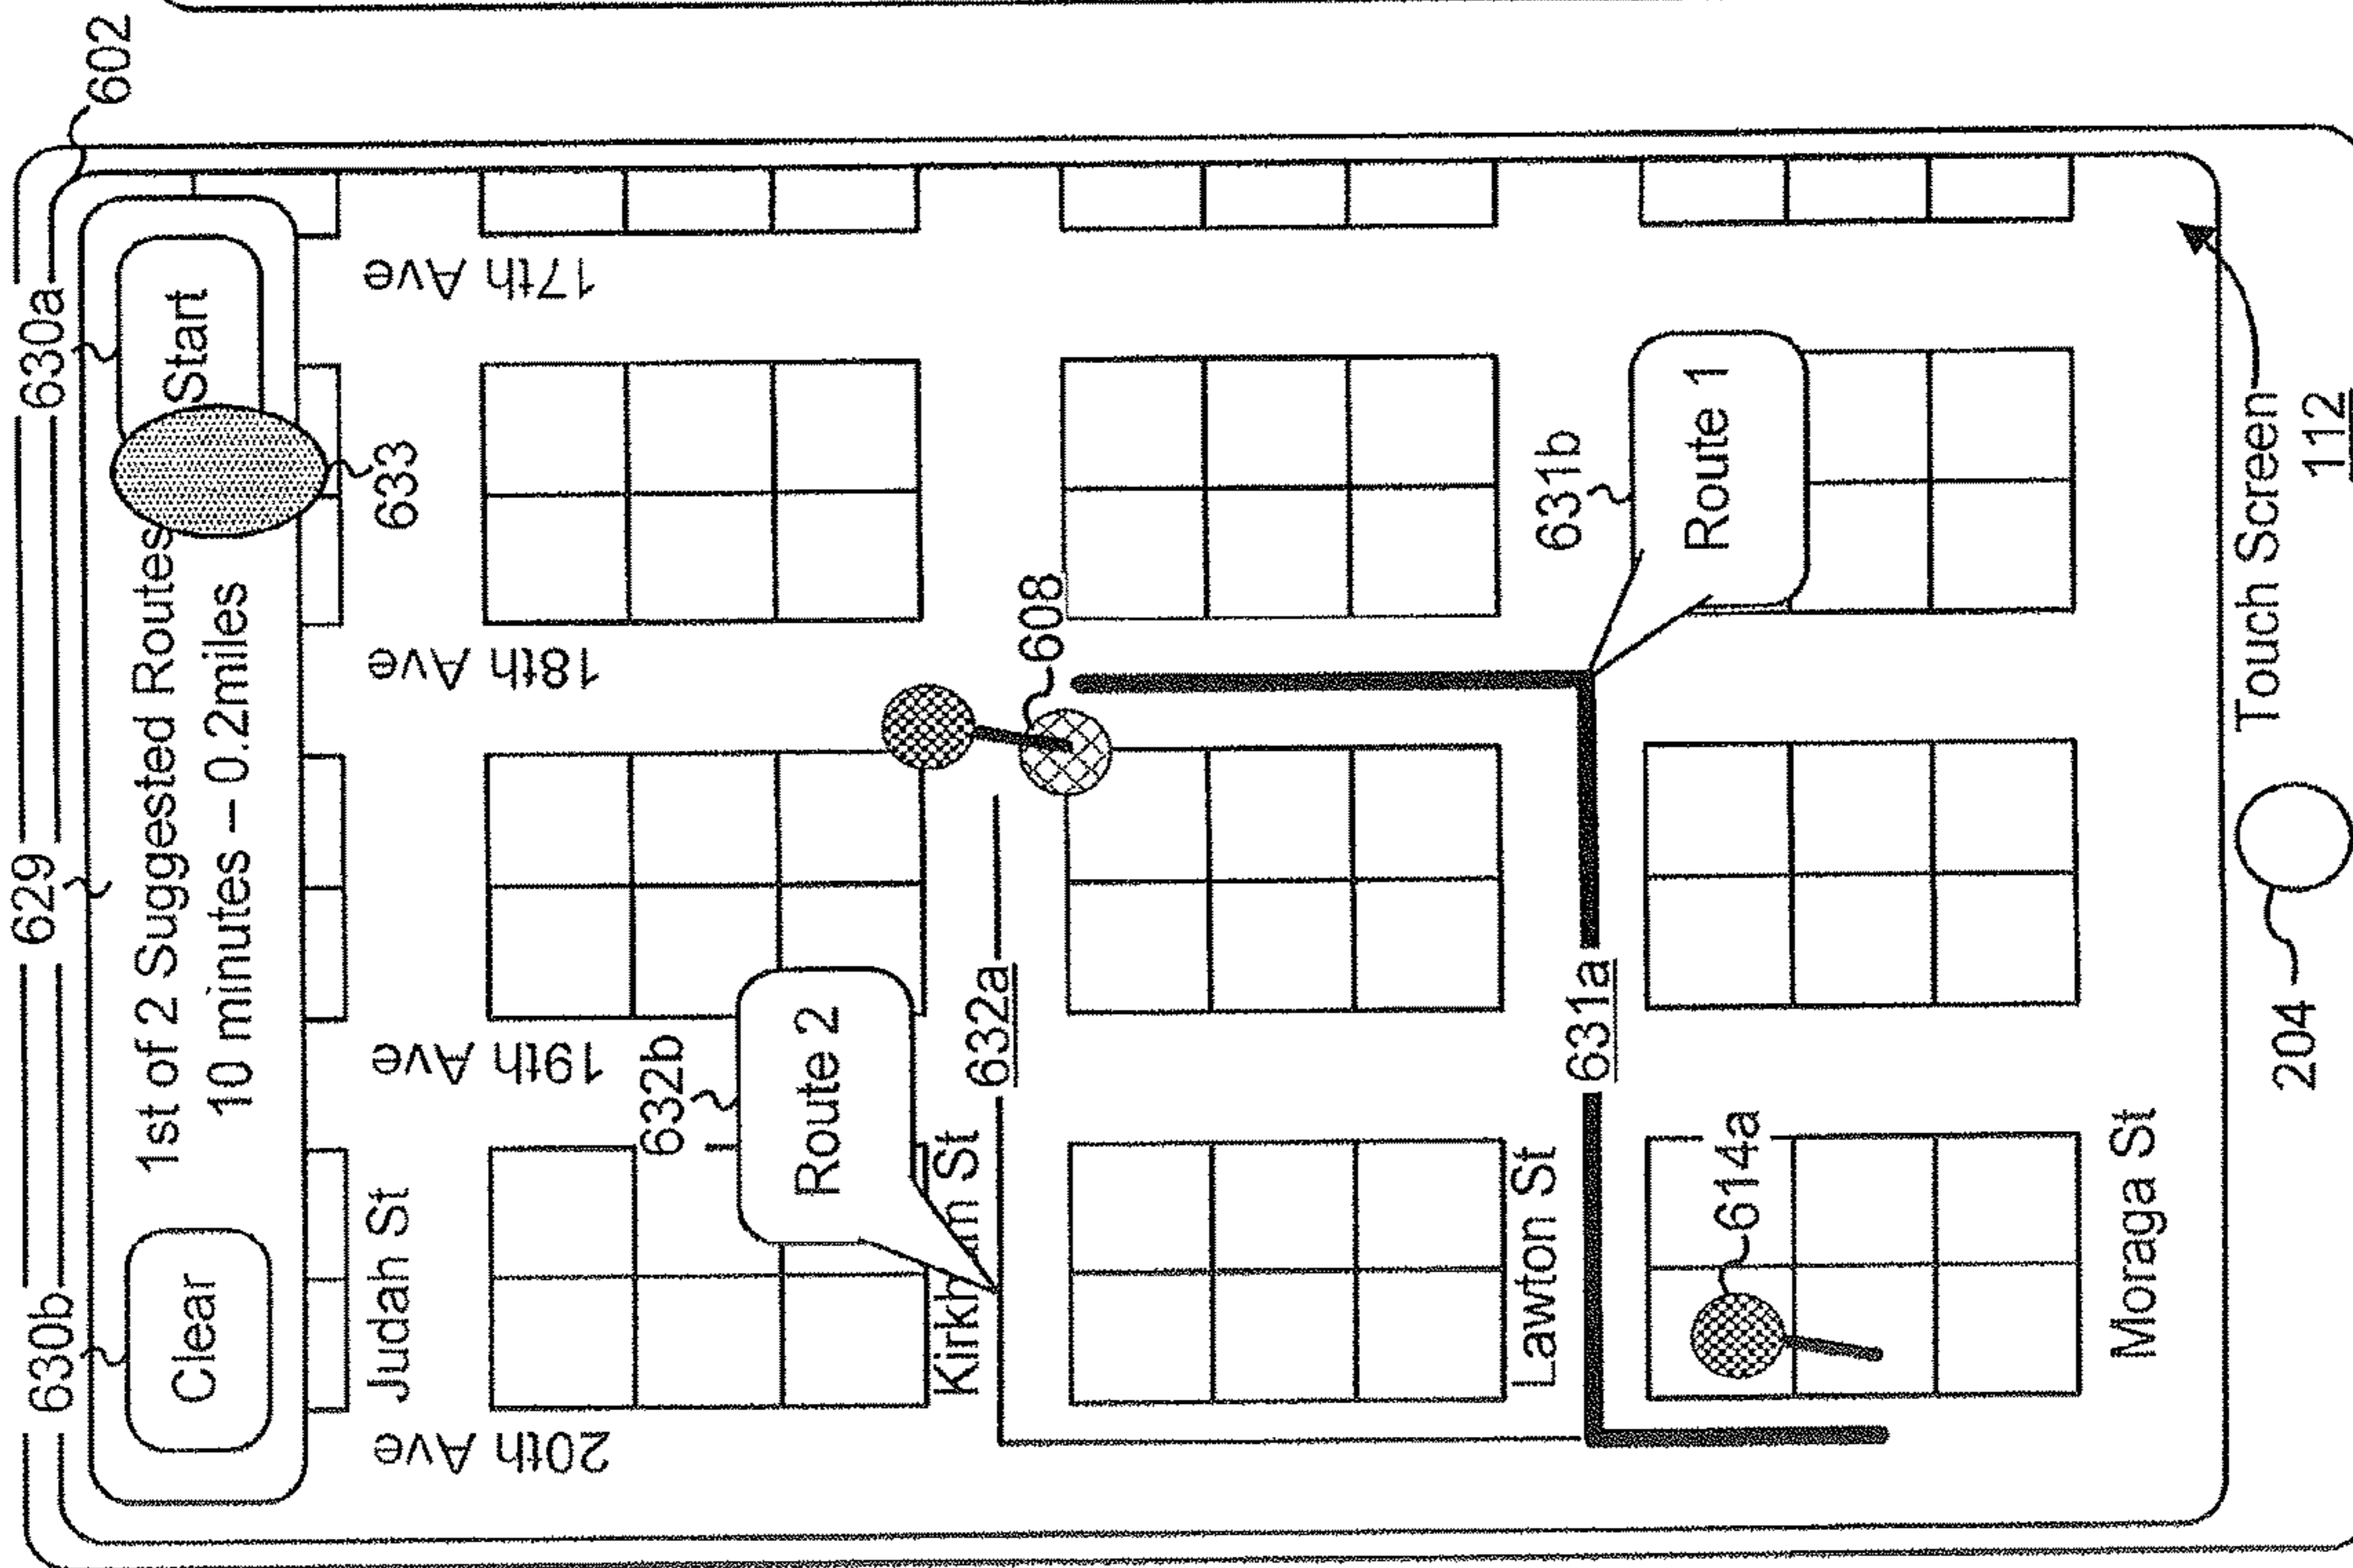 602
629
630b
630a
Clear
1st of 2 Suggested Routes
10 minutes – 0.2miles
Start
633
Judah St
20th Ave
19th Ave
18th Ave
17th Ave
632b
Route 2
608
632a
Lawton St
631b
Route 1
631a
614a
Moraga St
Touch Screen
112
204